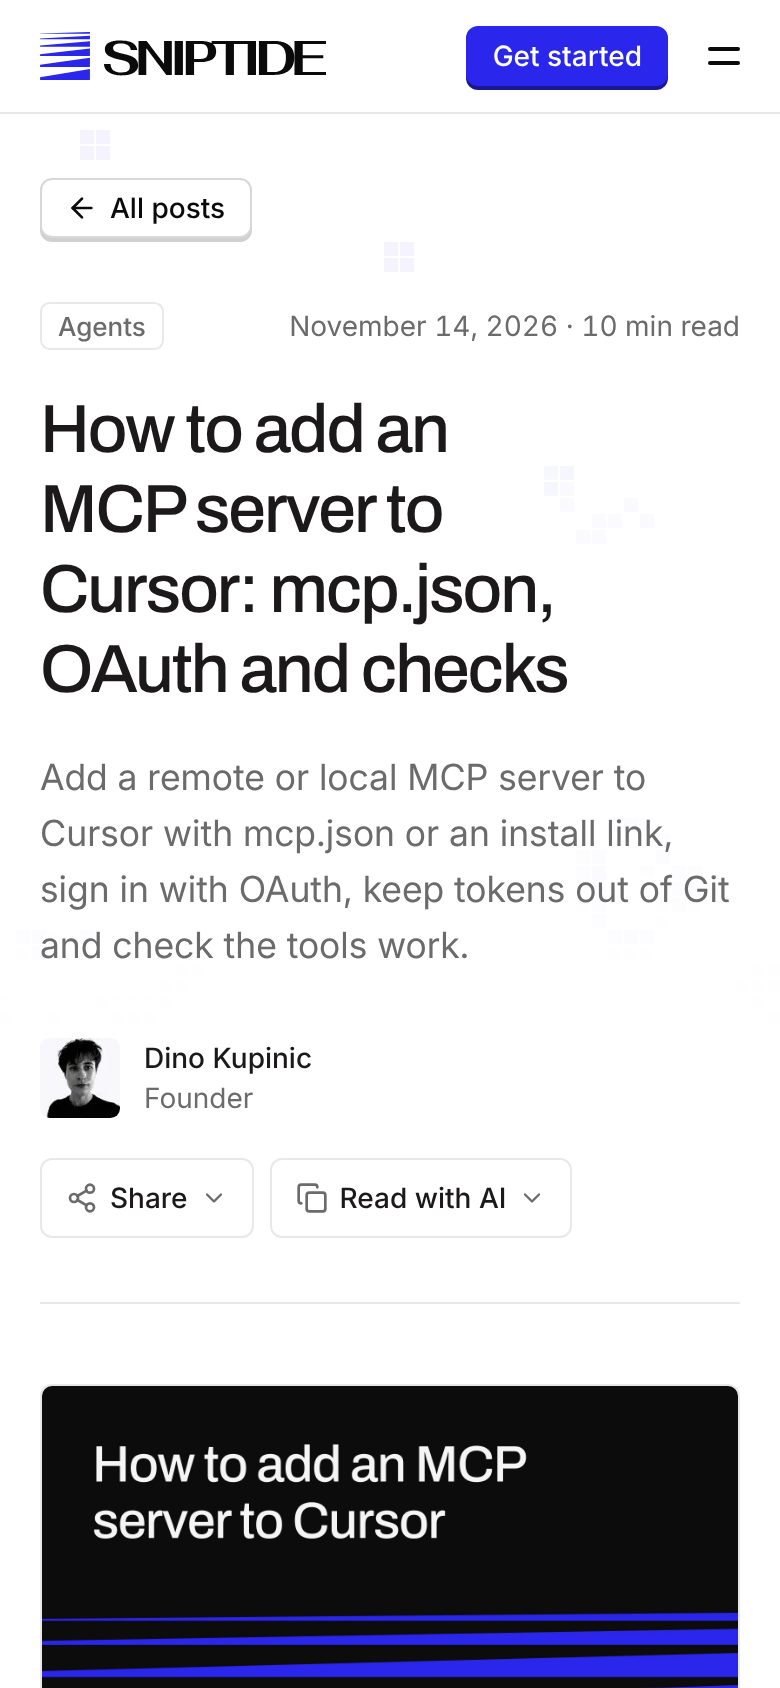 SNIPTIDE
Get started
All posts
Agents
November 14, 2026 · 10 min read
How to add an
MCP server to
Cursor: mcp.json,
OAuth and checks
Add a remote or local MCP server to
Cursor with mcp.json or an install link,
sign in with OAuth, keep tokens out of Git
and check the tools work.
Dino Kupinic
Founder
Share
Read with AI
How to add an MCP
server to Cursor